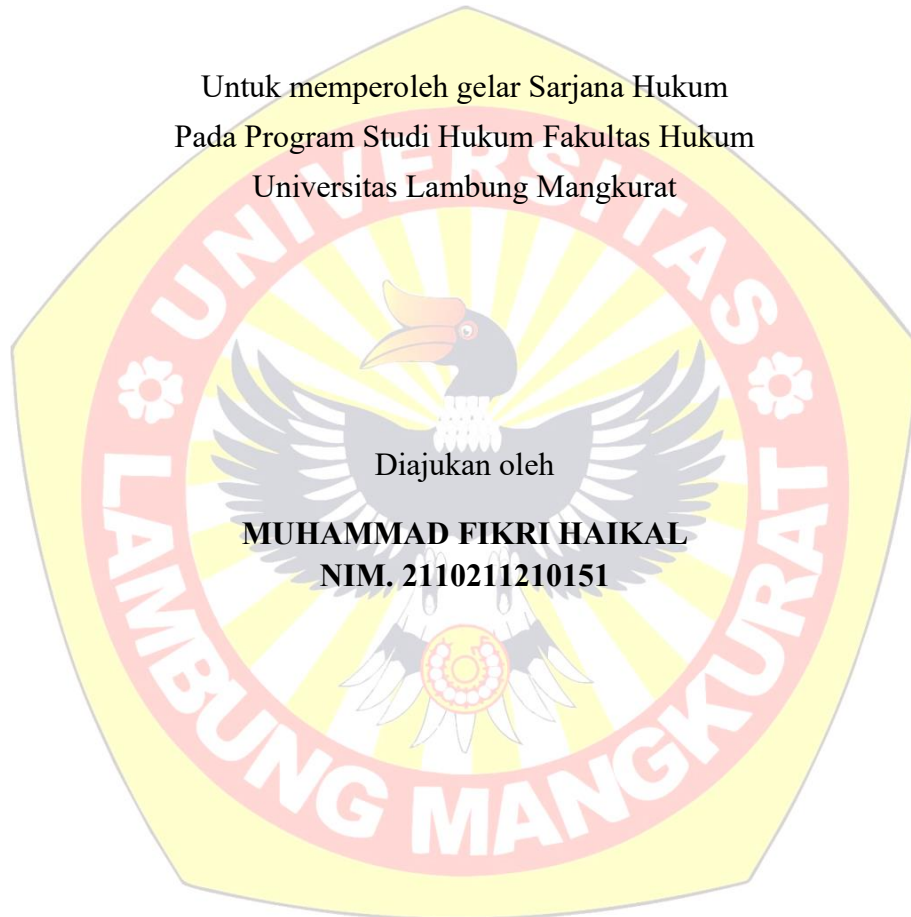 Untuk memperoleh gelar Sarjana Hukum
Pada Program Studi Hukum Fakultas Hukum
Universitas Lambung Mangkurat
UNIVERSITAS
LAMBUNG MANGKURAT
Diajukan oleh
MUHAMMAD FIKRI HAIKAL
NIM. 2110211210151